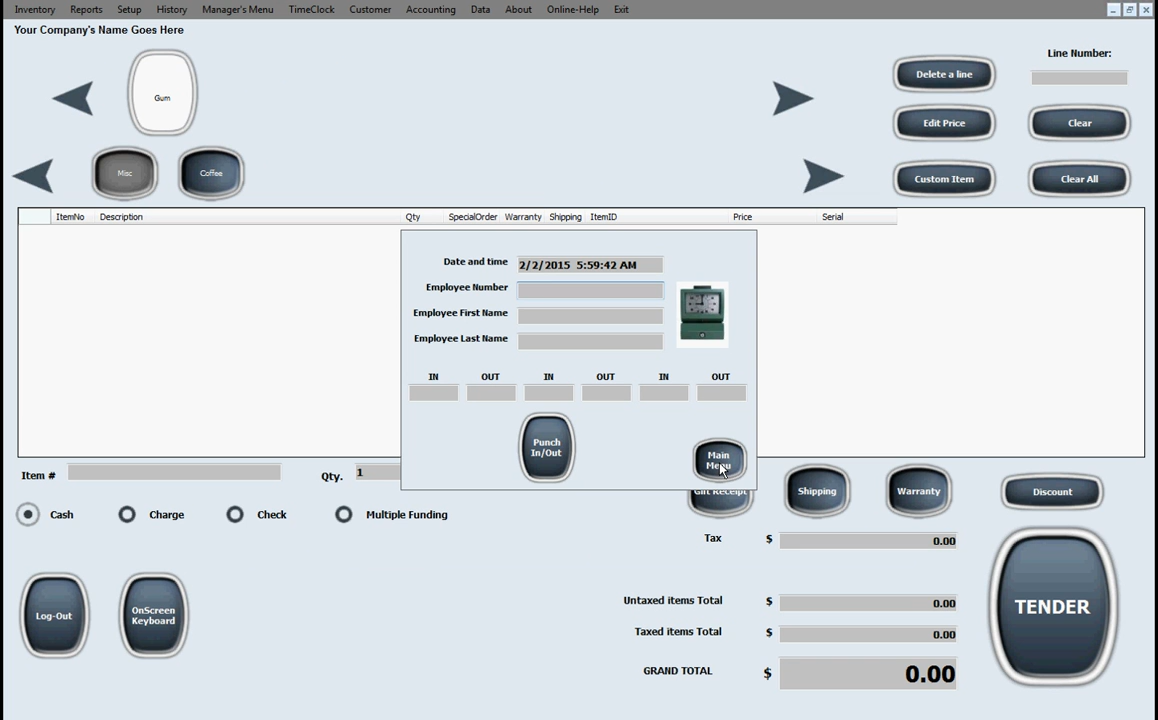 Inventory Reports Setup History Manager's Menu TimeClock Customer Accounting Data About Online-Help Exit
Your Company's Name Goes Here
Line Number:
Delete a line
Gum
Edit Price
Clear
Misc
Coffee
Custom Item
Clear All
ItemNo Description Qty SpecialOrder Warranty Shipping ItemID Price Serial
Date and time 2/2/2015 5:59:42 AM
Employee Number
Employee First Name
Employee Last Name
IN OUT IN OUT IN OUT
Punch
In/Out
Main
Menu
Item #
Qty. 1
Gift Receipt
Shipping
Warranty
Discount
Cash Charge Check Multiple Funding
Tax $ 0.00
Untaxed items Total $ 0.00
Taxed items Total $ 0.00
GRAND TOTAL $ 0.00
TENDER
Log-Out
OnScreen
Keyboard